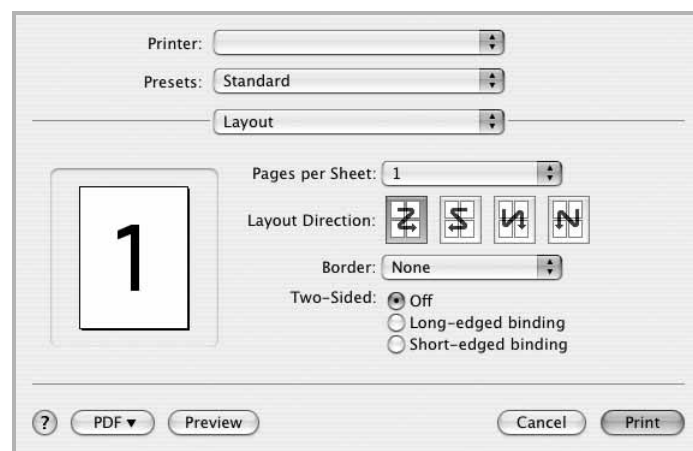 Printer:
Presets: Standard
Layout
1
Pages per Sheet: 1
Layout Direction:
Border: None
Two-Sided: Off
Long-edged binding
Short-edged binding
? PDF▼ Preview Cancel Print